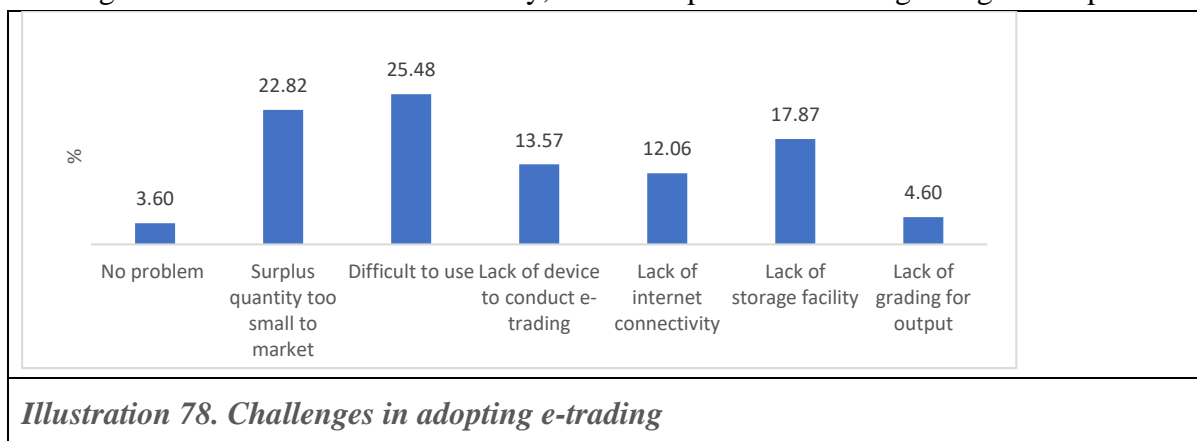 25.48
22.82
17.87
13.57
12.06
%
4.60
3.60
No problem Surplus Difficult to use Lack of device Lack of Lack of Lack of
quantity too to conduct e- internet storage facility grading for
small to trading connectivity output
market
Illustration 78. Challenges in adopting e-trading